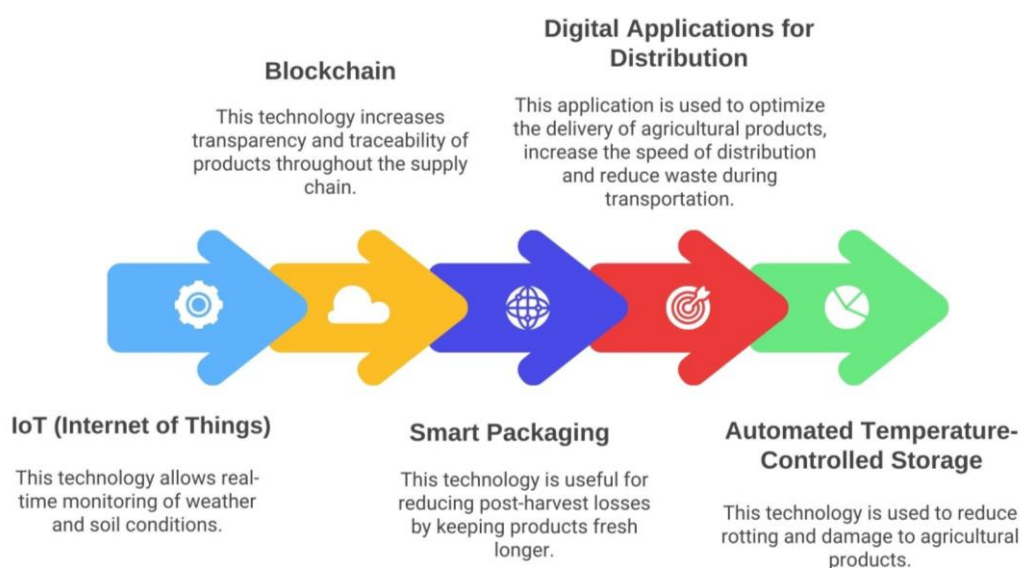 Digital Applications for
Distribution
This application is used to optimize
the delivery of agricultural products,
increase the speed of distribution
and reduce waste during
transportation.
Blockchain
This technology increases
transparency and traceability of
products throughout the supply
chain.
IoT (Internet of Things)
This technology allows real-
time monitoring of weather
and soil conditions.
Smart Packaging
This technology is useful for
reducing post-harvest losses
by keeping products fresh
longer.
Automated Temperature-
Controlled Storage
This technology is used to reduce
rotting and damage to agricultural
products.